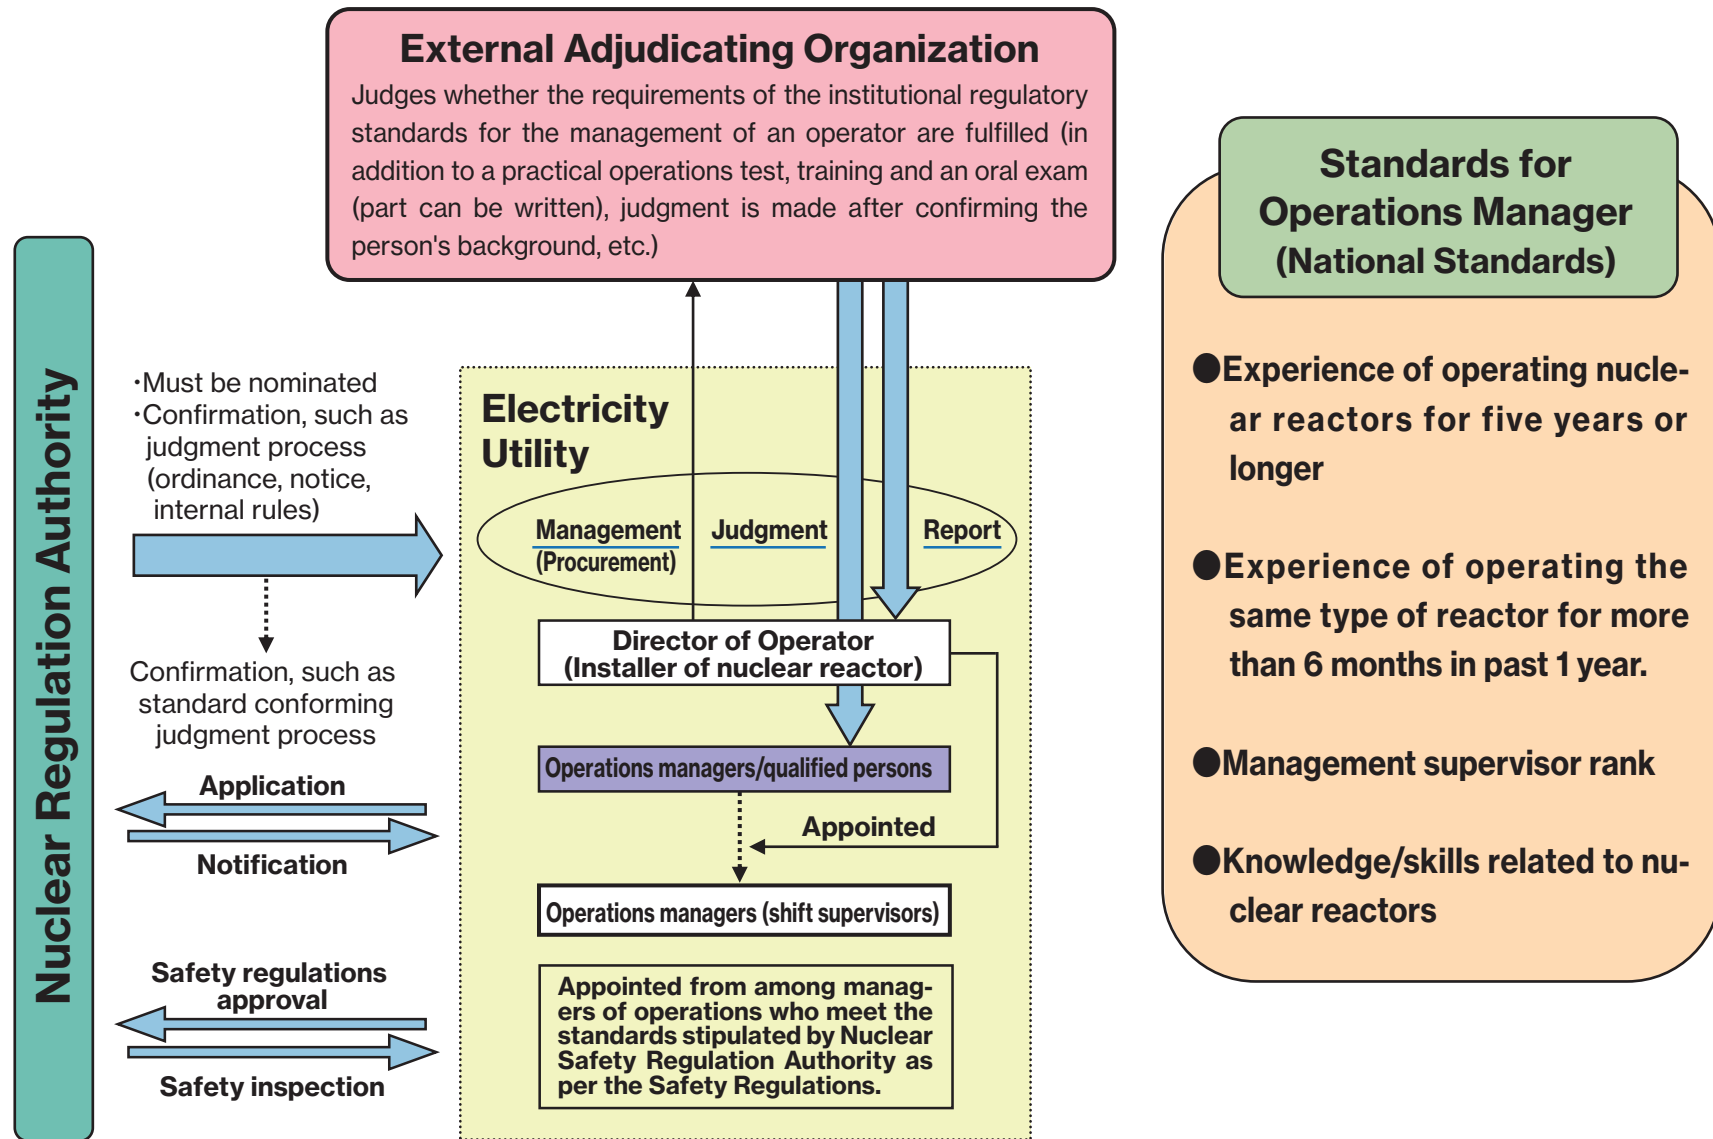 External Adjudicating Organization
Judges whether the requirements of the institutional regulatory
standards for the management of an operator are fulfilled (in
addition to a practical operations test, training and an oral exam
(part can be written), judgment is made after confirming the
person's background, etc.)
Nuclear Regulation Authority
·Must be nominated
·Confirmation, such as
judgment process
(ordinance, notice,
internal rules)
Confirmation, such as
standard conforming
judgment process
Application
Notification
Safety regulations
approval
Safety inspection
Electricity
Utility
Management
(Procurement)
Judgment
Report
Director of Operator
(Installer of nuclear reactor)
Operations managers/qualified persons
Appointed
Operations managers (shift supervisors)
Appointed from among manag-
ers of operations who meet the
standards stipulated by Nuclear
Safety Regulation Authority as
per the Safety Regulations.
Standards for
Operations Manager
(National Standards)
●Experience of operating nucle-
ar reactors for five years or
longer
●Experience of operating the
same type of reactor for more
than 6 months in past 1 year.
●Management supervisor rank
●Knowledge/skills related to nu-
clear reactors